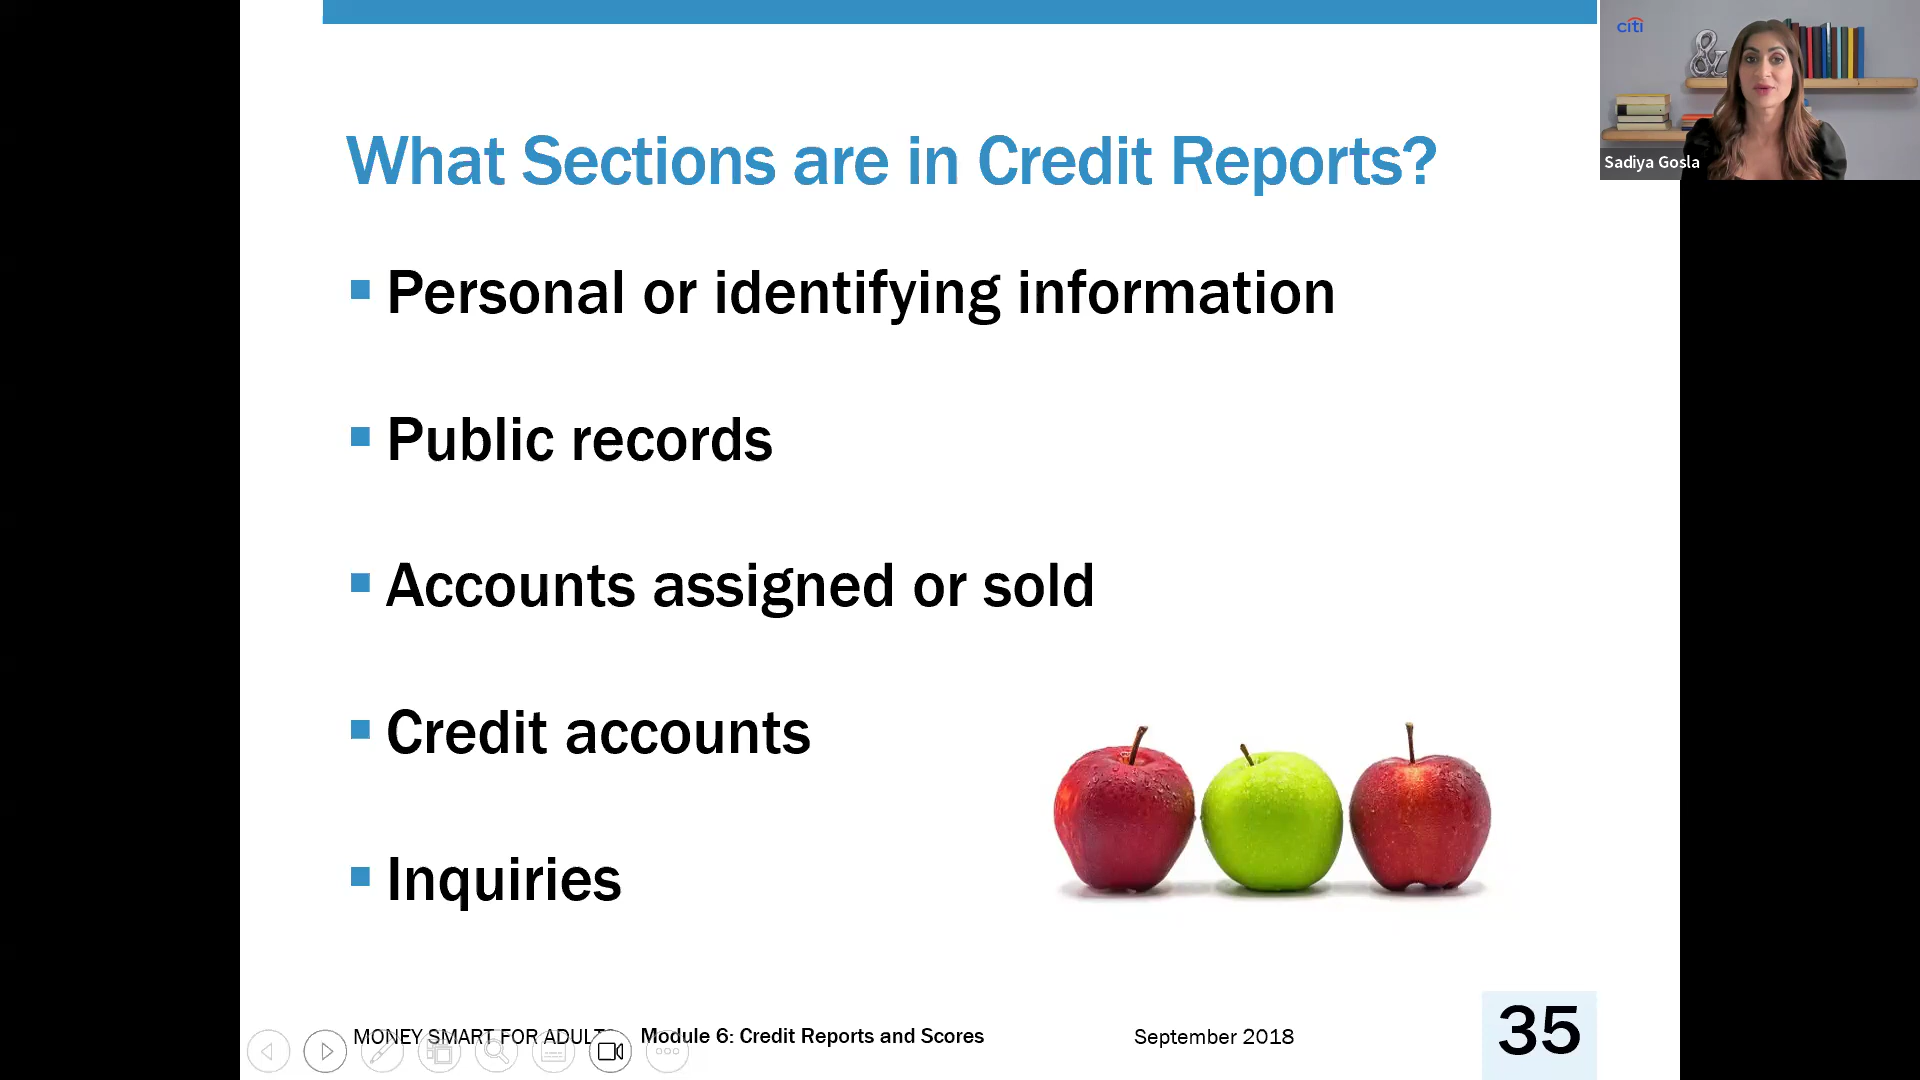 citi
&
Sadiya Gosla
What Sections are in Credit Reports?
Personal or identifying information
Public records
Accounts assigned or sold
Credit accounts
Inquiries
MONEY SMART FOR ADULTS Module 6: Credit Reports and Scores September 2018 35